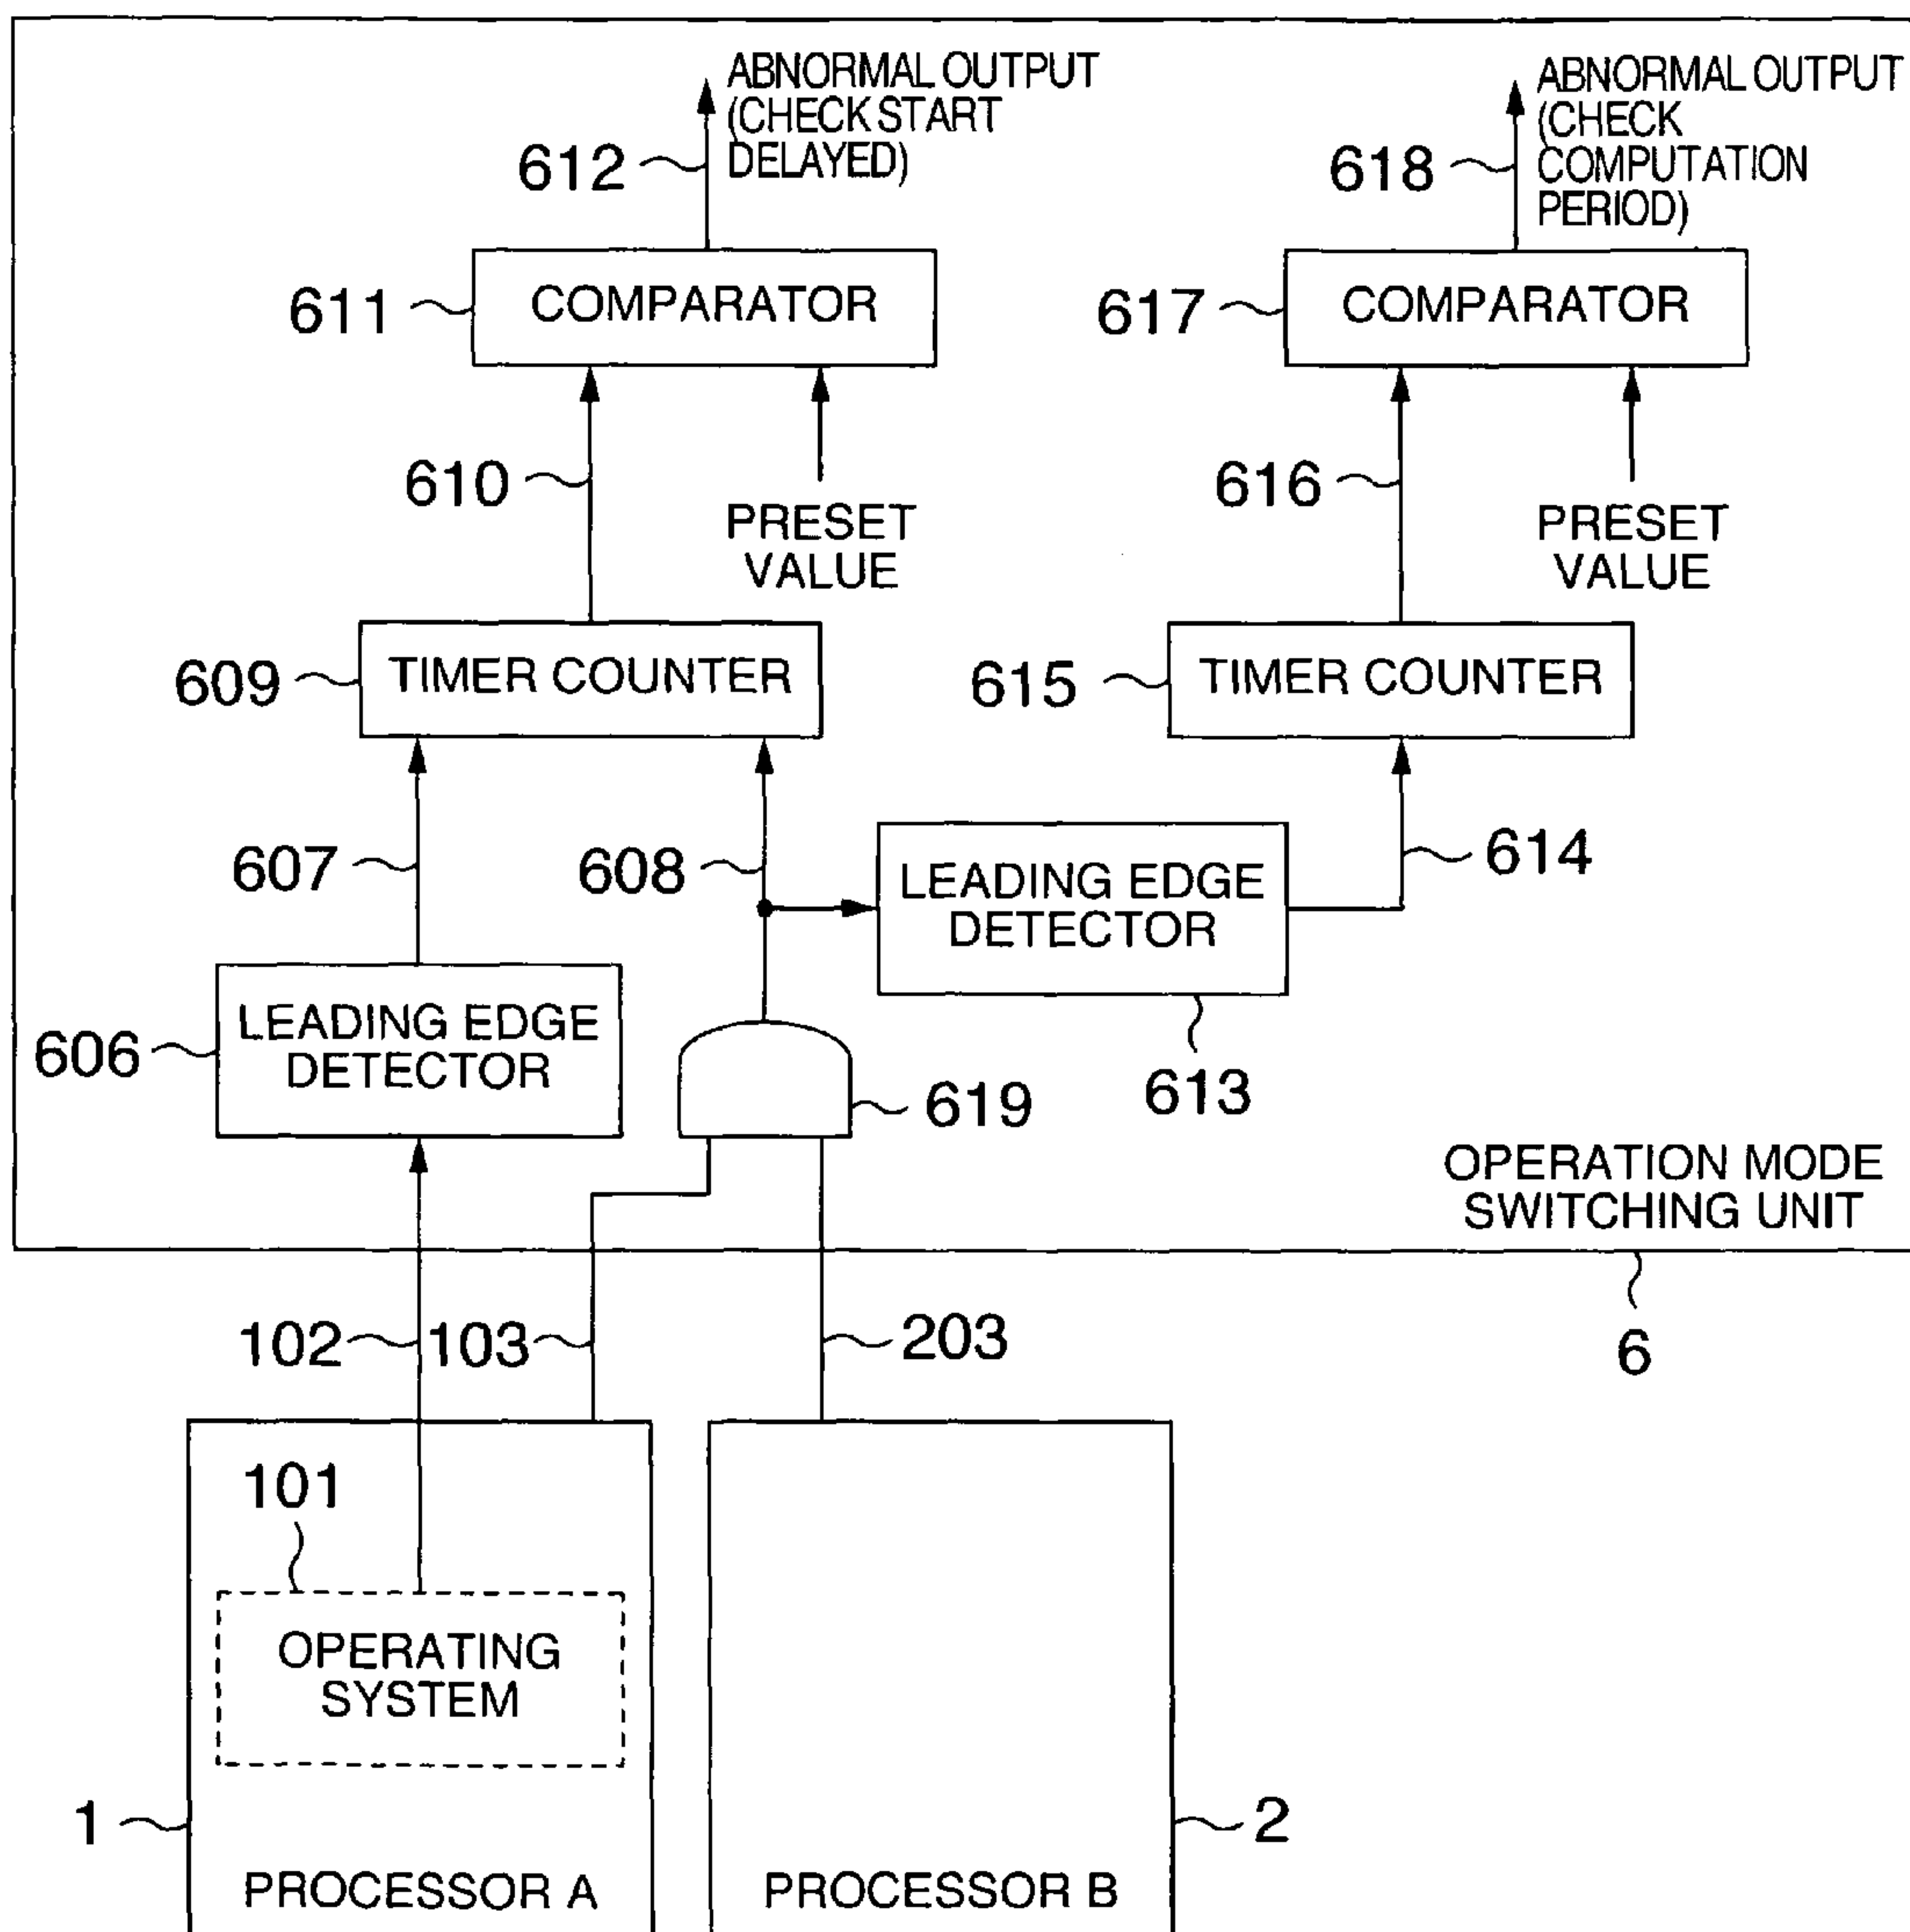 ABNORMAL OUTPUT
(CHECK START
DELAYED)
612
ABNORMAL OUTPUT
(CHECK
COMPUTATION
PERIOD)
618
611
COMPARATOR
617
COMPARATOR
610
PRESET
VALUE
616
PRESET
VALUE
609
TIMER COUNTER
615
TIMER COUNTER
607
608
LEADING EDGE
DETECTOR
614
606
LEADING EDGE
DETECTOR
619
613
OPERATION MODE
SWITCHING UNIT
102
103
203
6
101
OPERATING
SYSTEM
1
2
PROCESSOR A
PROCESSOR B